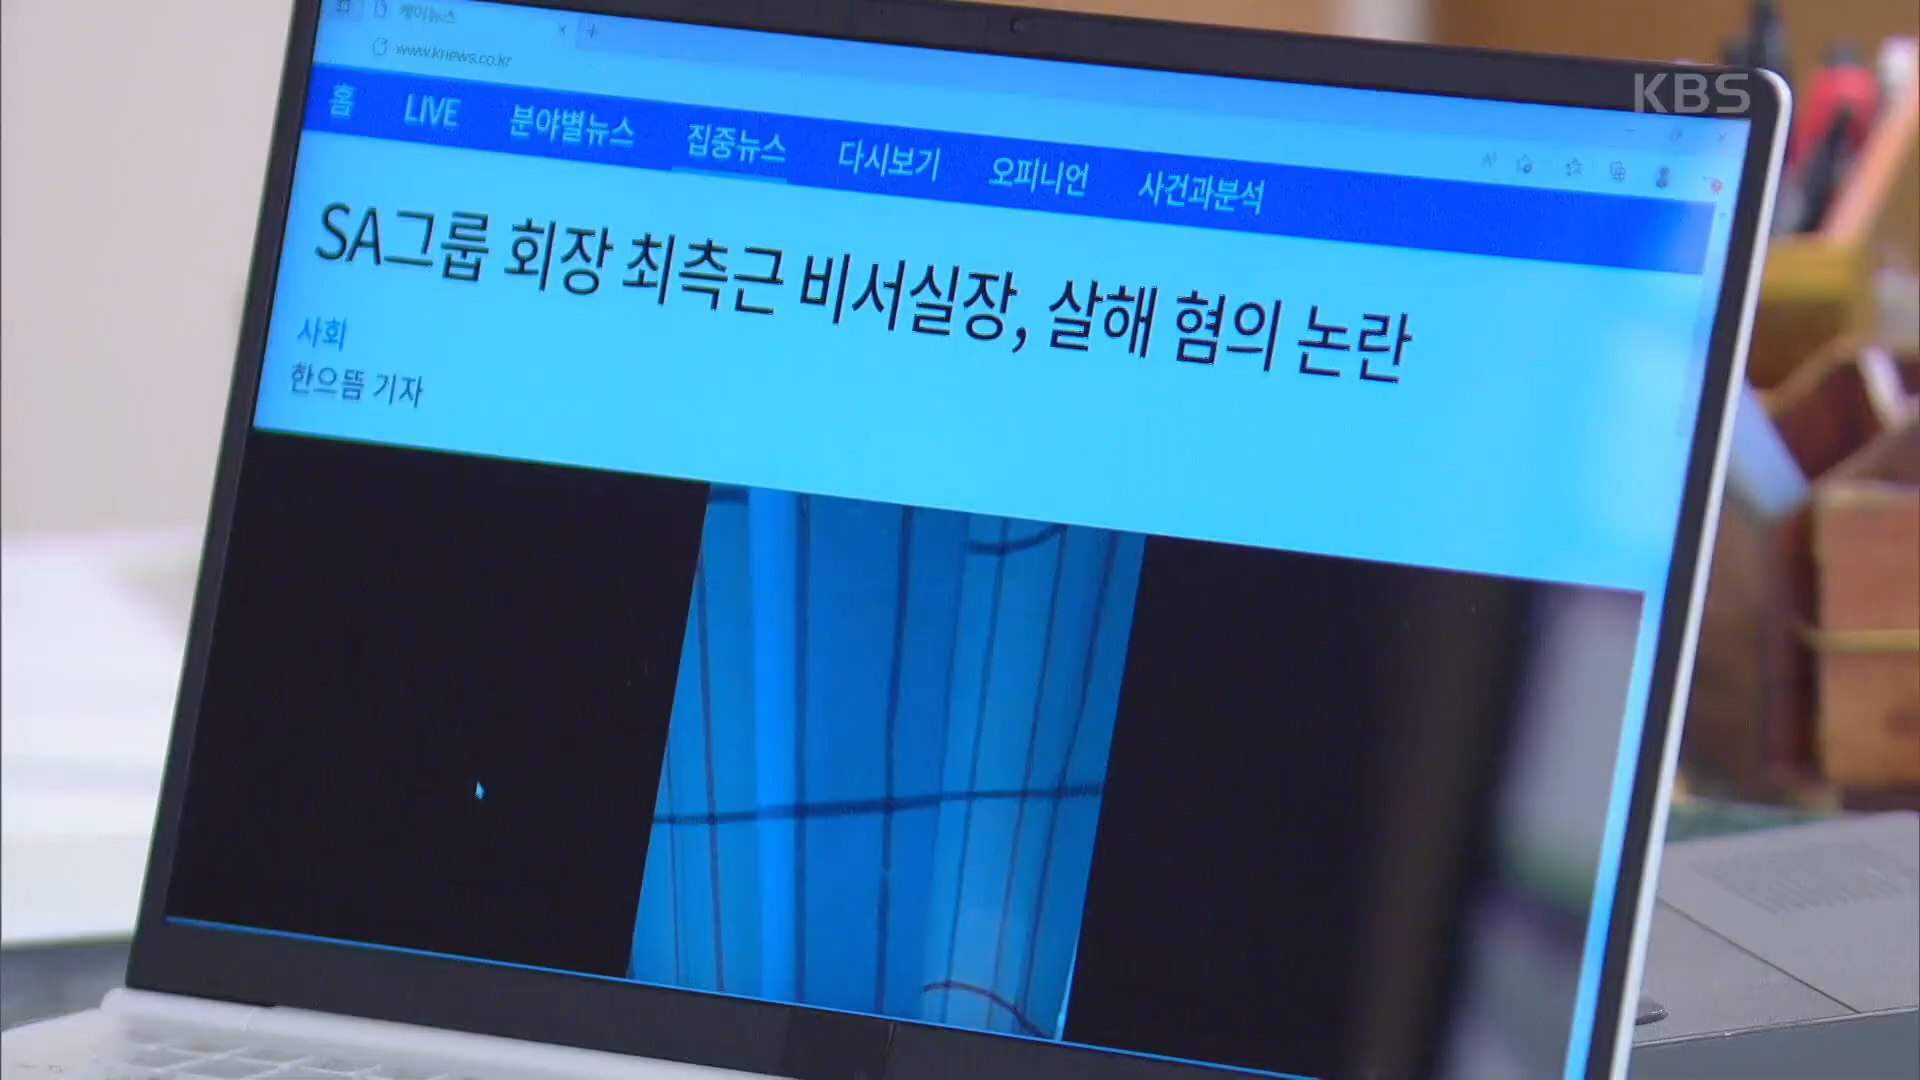 케이뉴스
www.knews.co.kr
KBS
홈 LIVE 분야별뉴스 집중뉴스 다시보기 오피니언 사건과분석
SA그룹 회장 최측근 비서실장, 살해 혐의 논란
사회
한으뜸 기자